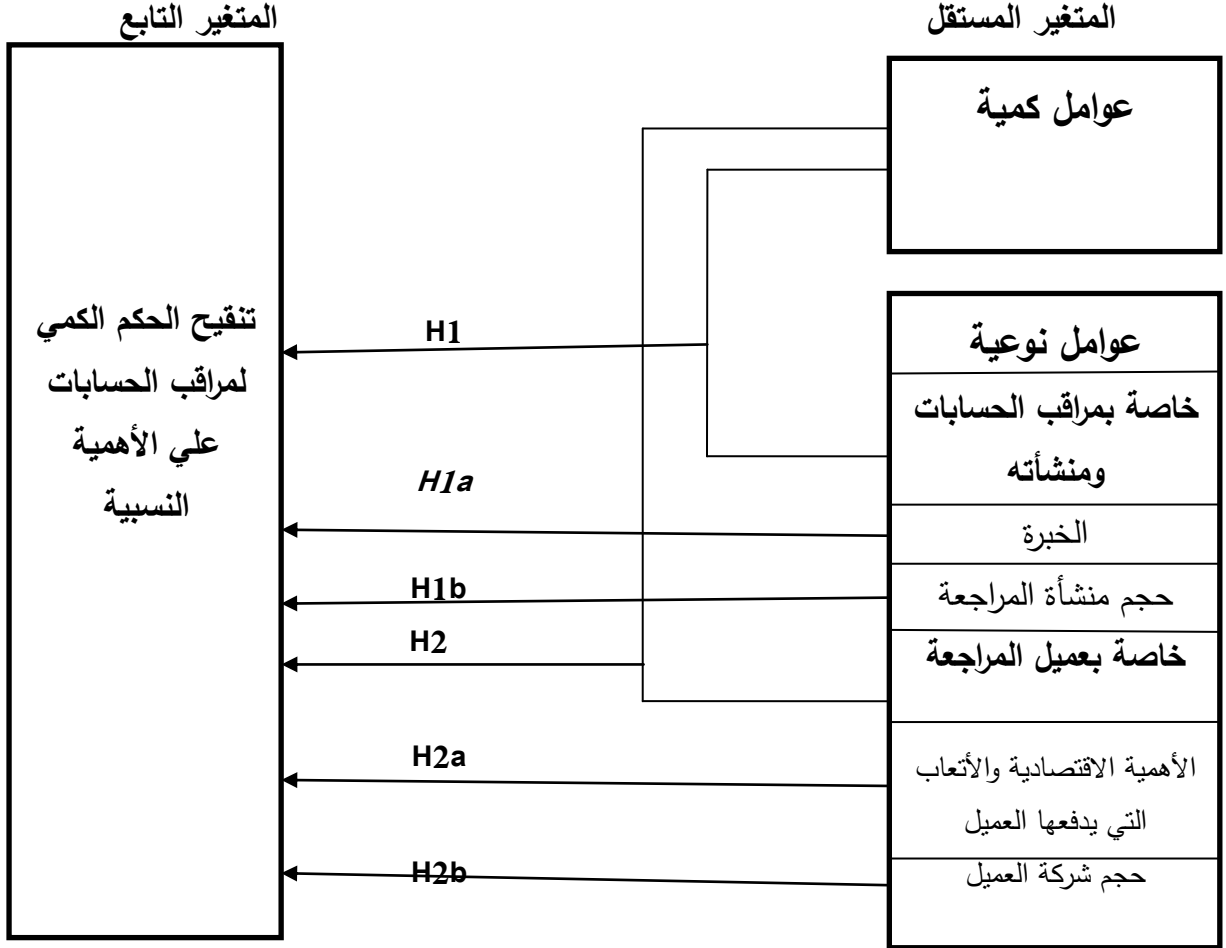 المتغير المستقل
المتغير التابع
عوامل كمية
عوامل نوعية
خاصة بمراقب الحسابات
ومنشأته
الخبرة
حجم منشأة المراجعة
خاصة بعميل المراجعة
الأهمية الاقتصادية والأتعاب
التي يدفعها العميل
حجم شركة العميل
H1
H1a
H1b
H2
H2a
H2b
تنقيح الحكم الكمي
لمراقب الحسابات
علي الأهمية
النسبية